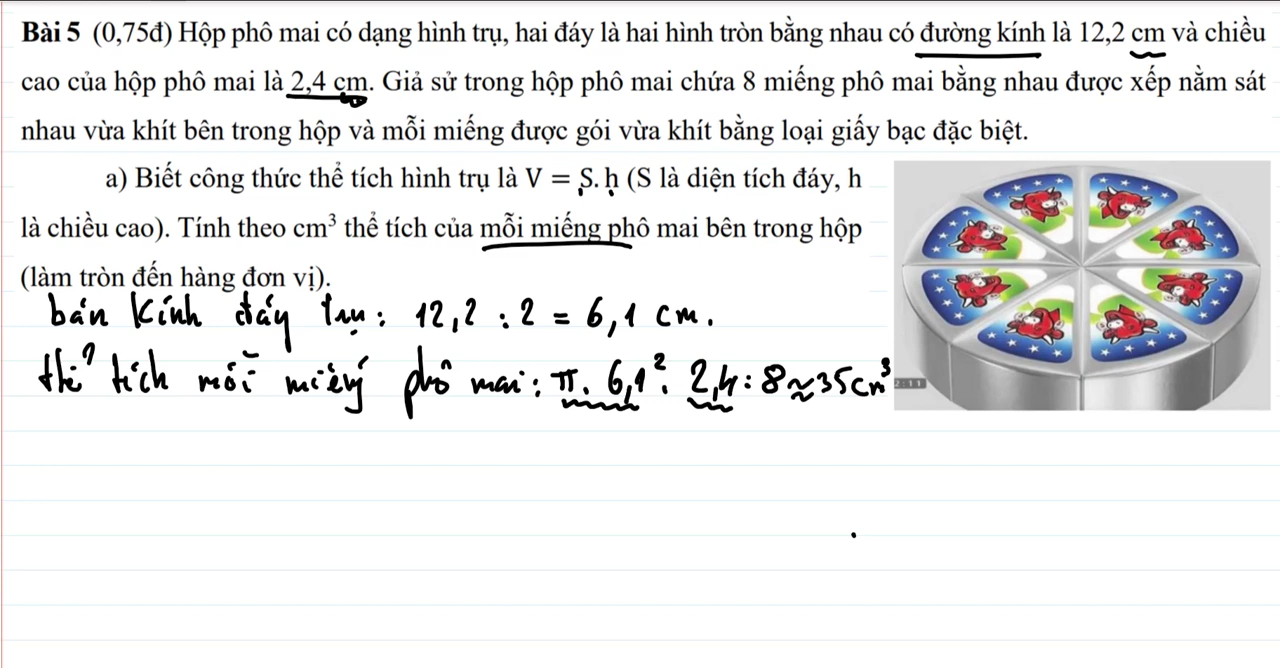 Bài 5 (0,75đ) Hộp phô mai có dạng hình trụ, hai đáy là hai hình tròn bằng nhau có đường kính là 12,2 cm và chiều
cao của hộp phô mai là 2,4 cm. Giả sử trong hộp phô mai chứa 8 miếng phô mai bằng nhau được xếp nằm sát
nhau vừa khít bên trong hộp và mỗi miếng được gói vừa khít bằng loại giấy bạc đặc biệt.
a) Biết công thức thể tích hình trụ là V = S. h (S là diện tích đáy, h
là chiều cao). Tính theo cm³ thể tích của mỗi miếng phô mai bên trong hộp
(làm tròn đến hàng đơn vị).
bán kính đáy trụ: 12,2 : 2 = 6,1 cm.
thể tích mỗi miếng phô mai: π. 6,1². 2,4 : 8 ≈ 35 cm³
2:11